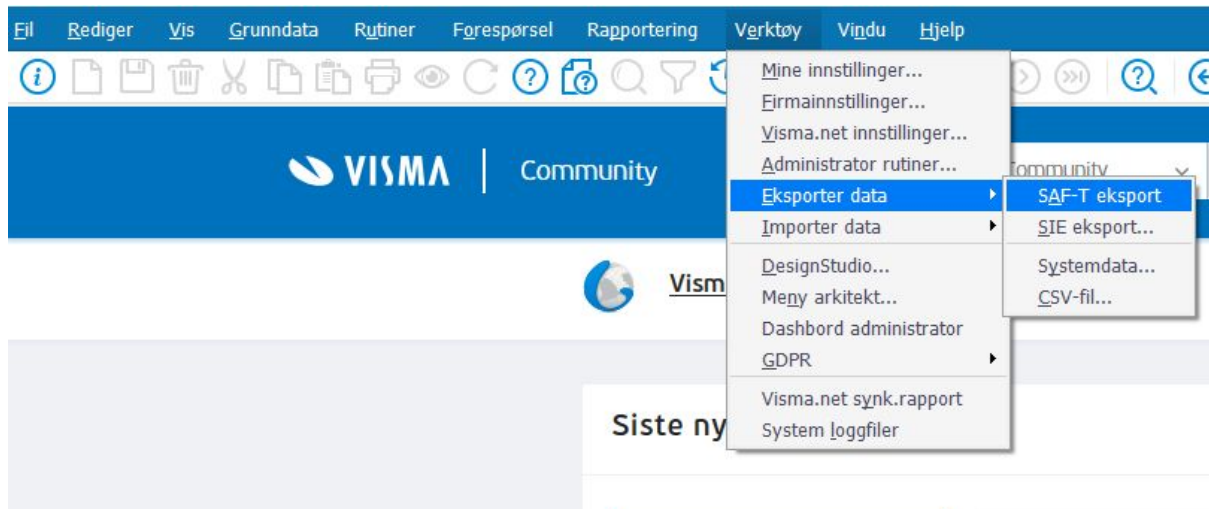 Fil Rediger Vis Grunndata Rutiner Forespørsel Rapportering Verktøy Vindu Hjelp
Mine innstillinger...
Firmainnstillinger...
Visma.net innstillinger...
Administrator rutiner...
VISMA Community
Eksporter data SAF-T eksport
Importer data SIE eksport...
DesignStudio... Systemdata...
Meny arkitekt... CSV-fil...
Dashbord administrator
GDPR
Visma.net synk.rapport
Siste ny
System loggfiler